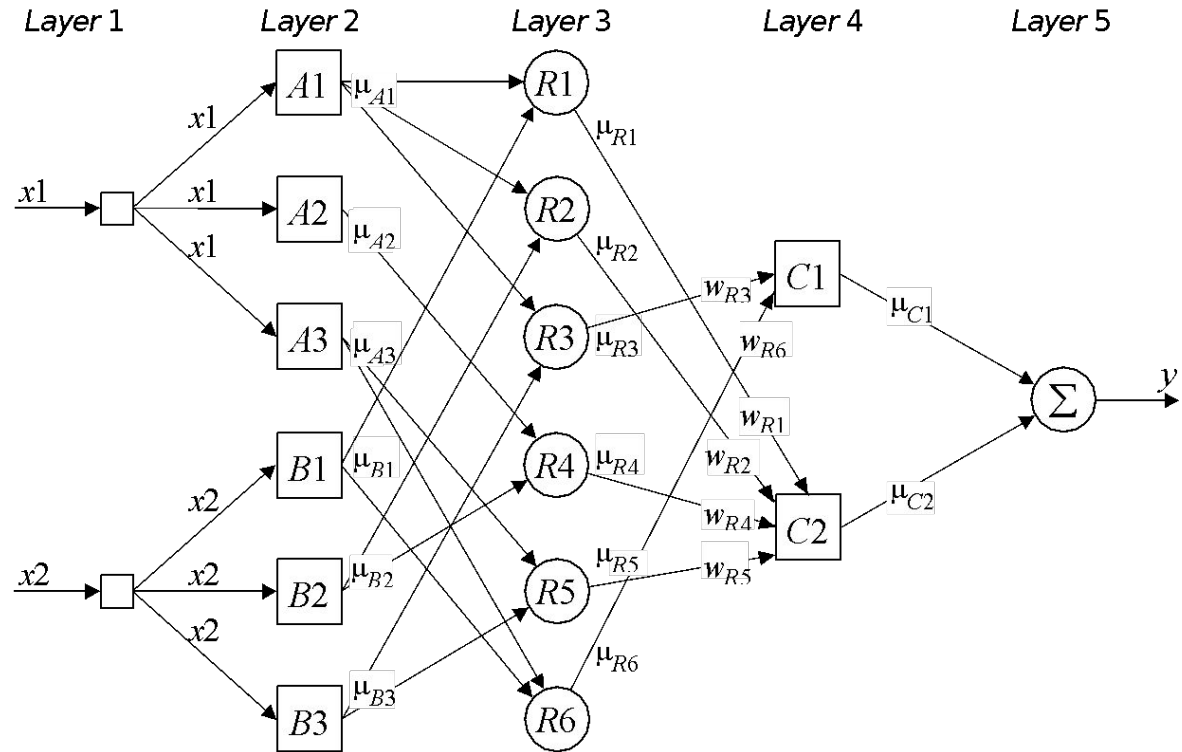 Layer 1 Layer 2 Layer 3 Layer 4 Layer 5
A1 μA1 R1
x1
μR1
x1 x1 A2 R2
μA2 μR2
x1 C1
wR3
μC1
A3 μA3 R3 μR3
wR6
y
Σ
wR1
B1 μB1 R4 μR4
wR2
x2 μC2
wR4 C2
x2 x2 B2 μB2 R5 μR5 wR5
x2
μR6
μB3
B3 R6